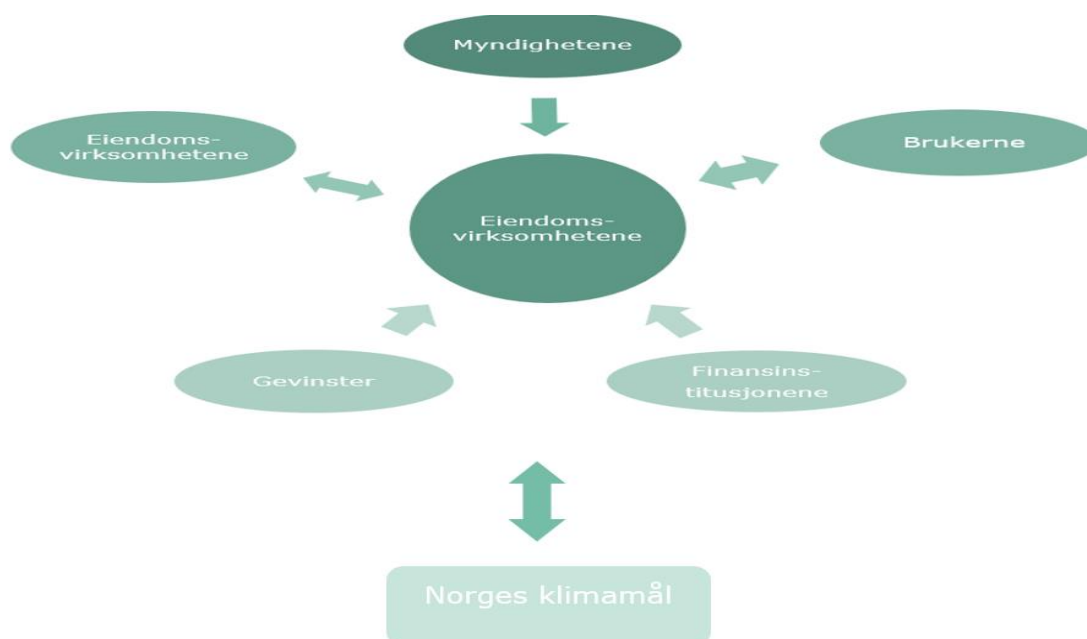 Myndighetene
Eiendoms-
virksomhetene
Brukerne
Eiendoms-
virksomhetene
Gevinster
Finansins-
titusjonene
Norges klimamål